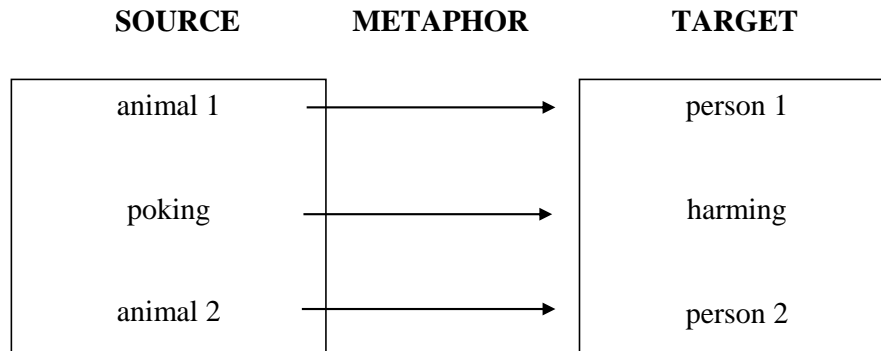 SOURCE METAPHOR TARGET
animal 1 person 1
poking harming
animal 2 person 2